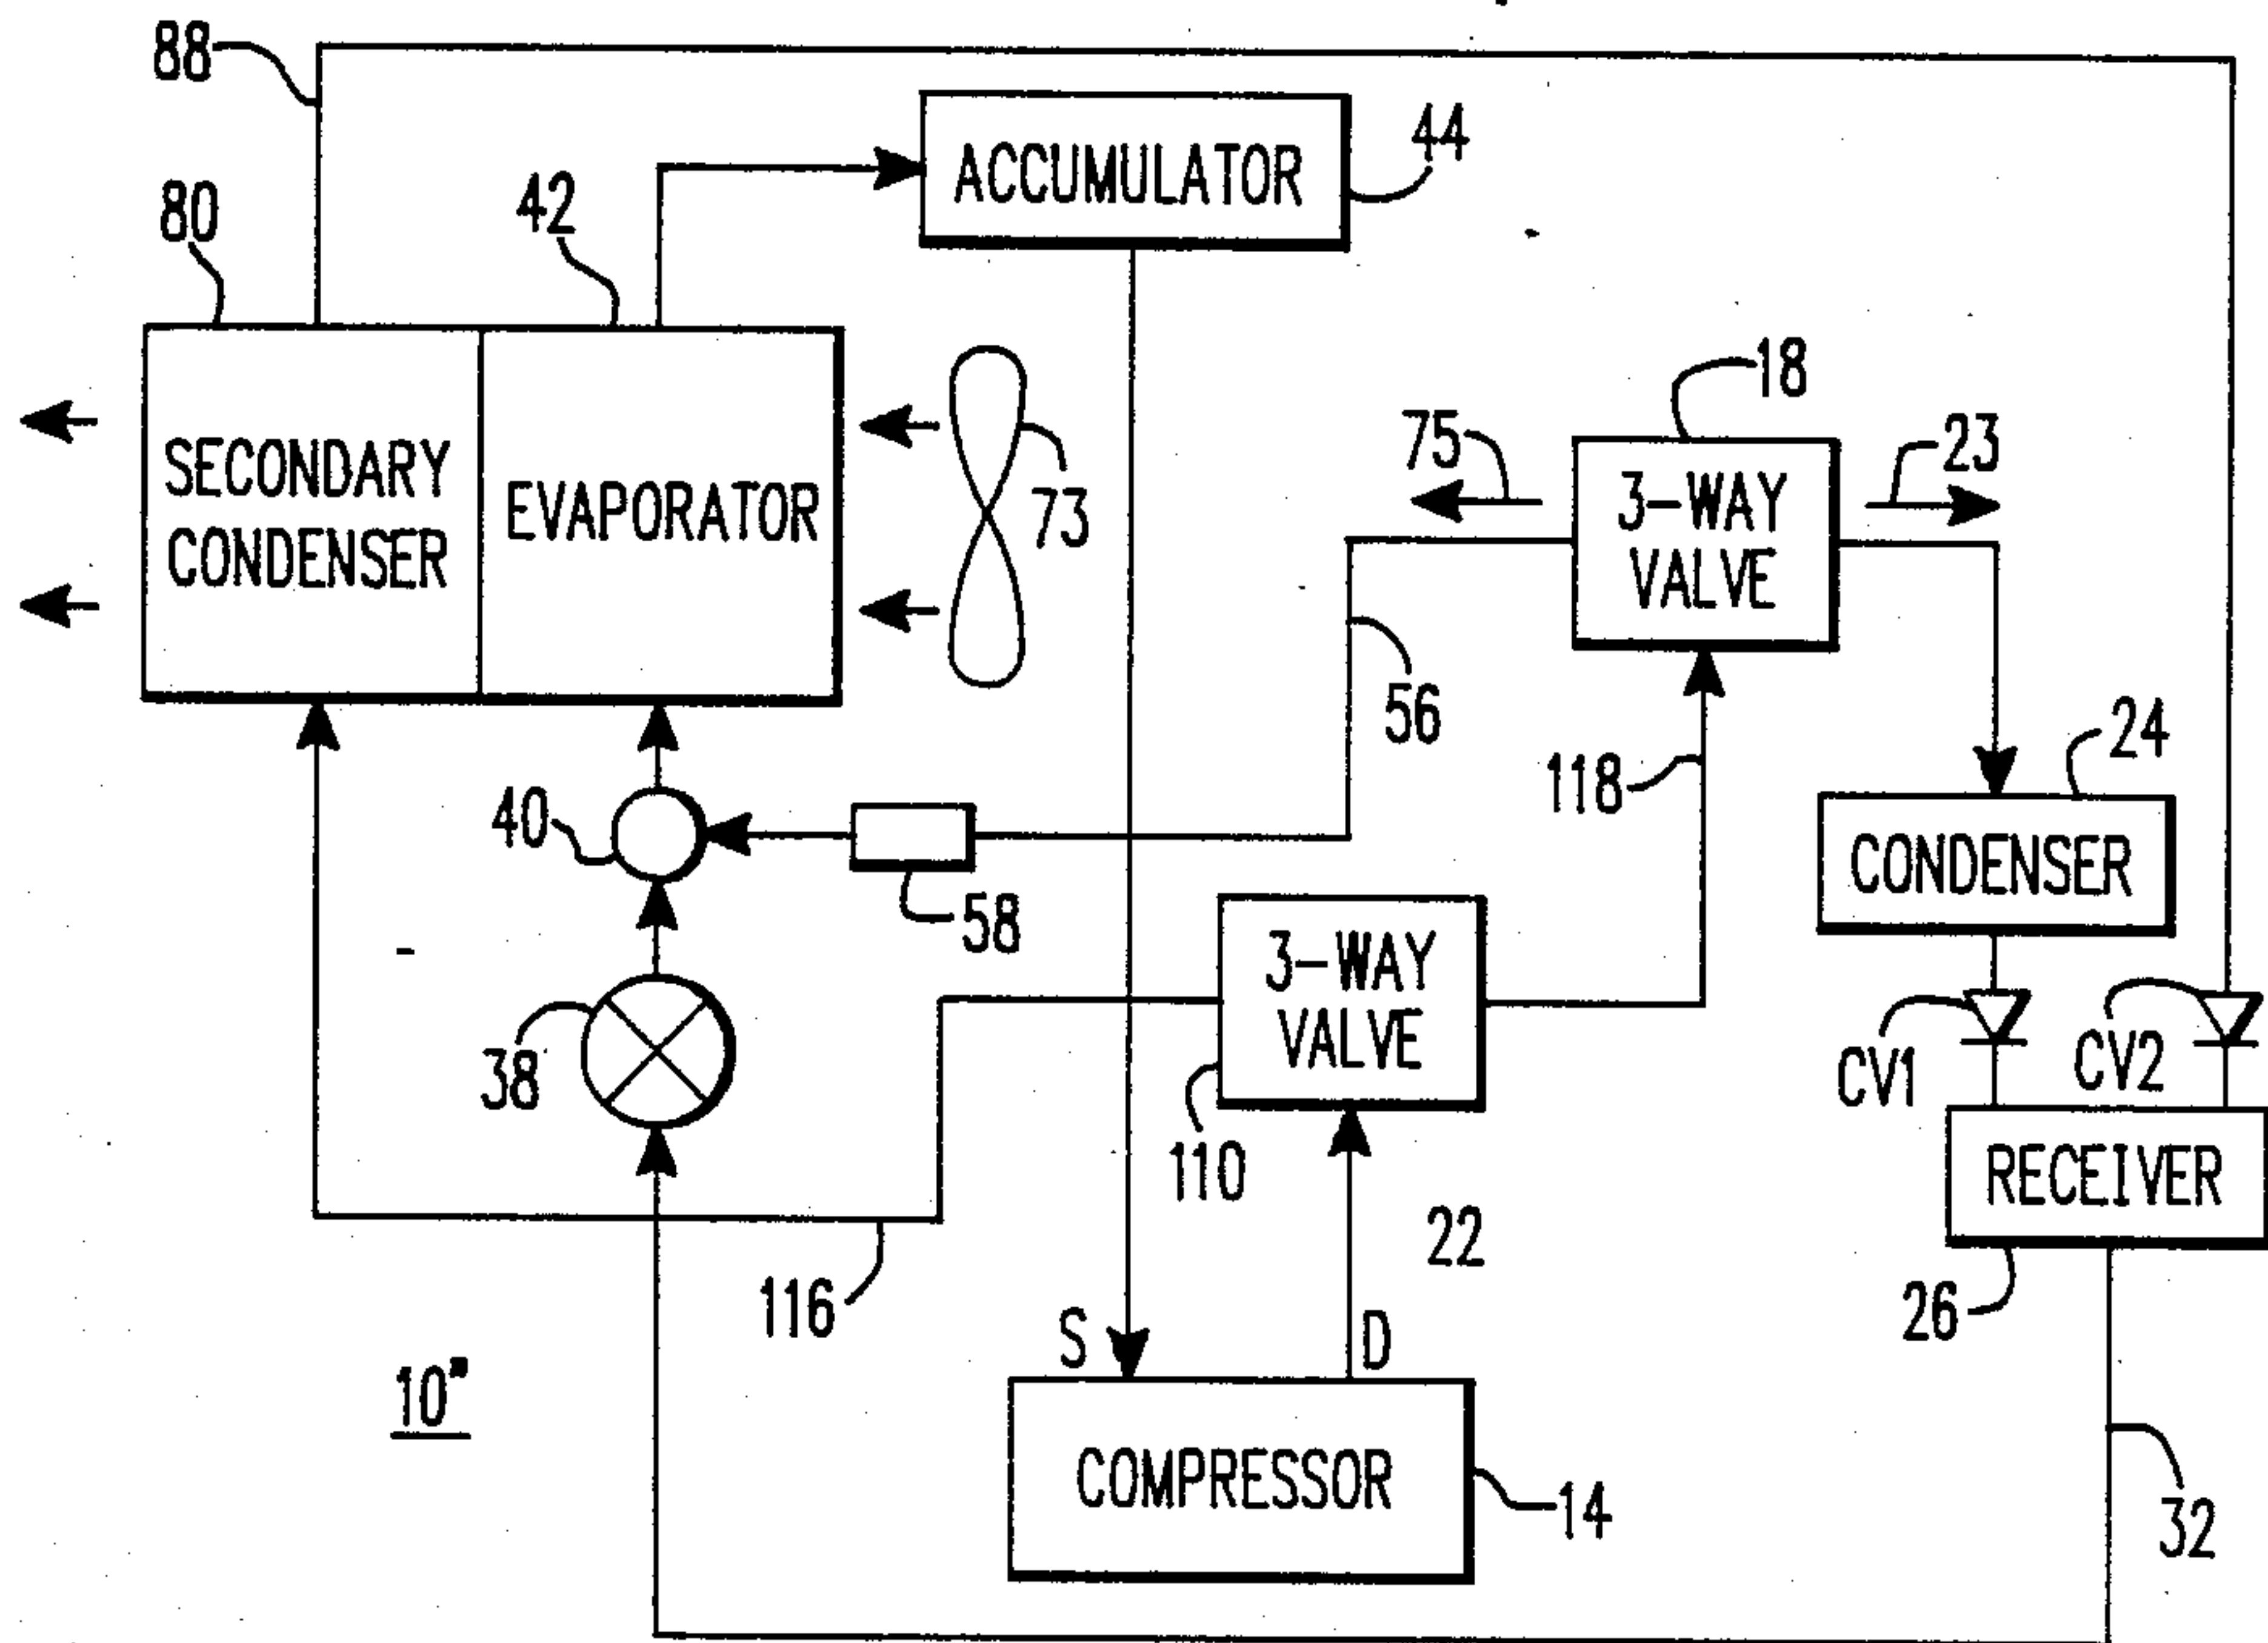 88
ACCUMULATOR
44
80
42
SECONDARY
CONDENSER
EVAPORATOR
73
75
18
23
3-WAY
VALVE
56
118
24
CONDENSER
40
58
3-WAY
VALVE
38
110
CV1
CV2
RECEIVER
22
116
S
D
26
10"
COMPRESSOR
14
32